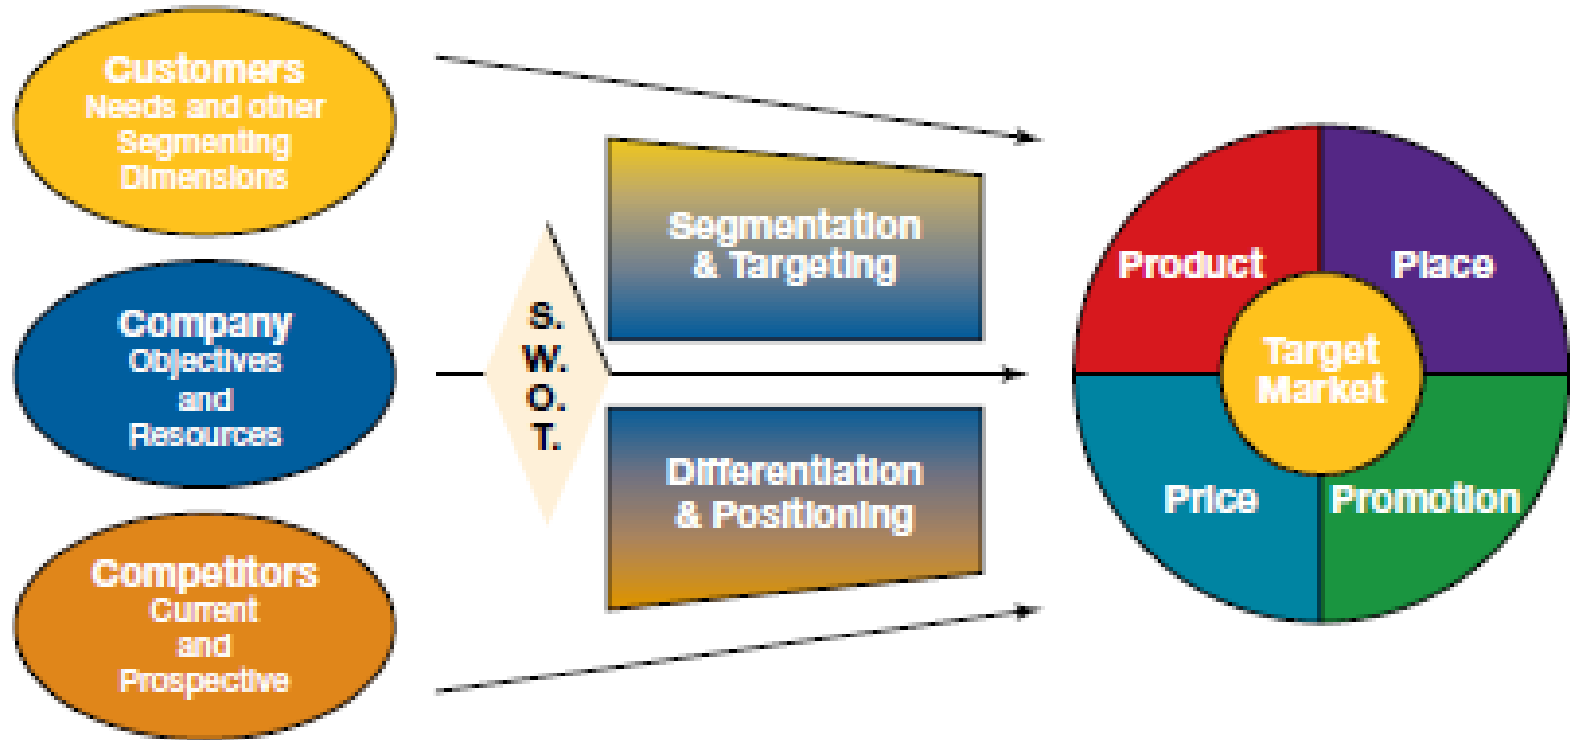 Customers
Needs and other
Segmenting
Dimensions
Company
Objectives
and
Resources
Competitors
Current
and
Prospective
S.
W.
O.
T.
Segmentation
& Targeting
Differentiation
& Positioning
Product
Place
Target
Market
Price
Promotion